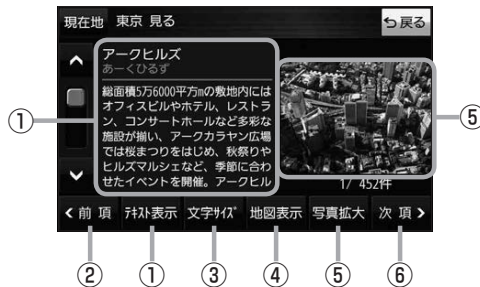 現在地 東京 見る
戻る
アークヒルズ
あーくひるず
総面積5万6000平方mの敷地内には
オフィスビルやホテル、レストラ
ン、コンサートホールなど多彩な
施設が揃い、アークカラヤン広場
では桜まつりをはじめ、秋祭りや
ヒルズマルシェなど、季節に合わ
せたイベントを開催。アークヒル
1/ 452件
① ⑤
前 項 ﾃｷｽﾄ表示 文字ｻｲｽﾞ 地図表示 写真拡大 次 項
② ① ③ ④ ⑤ ⑥